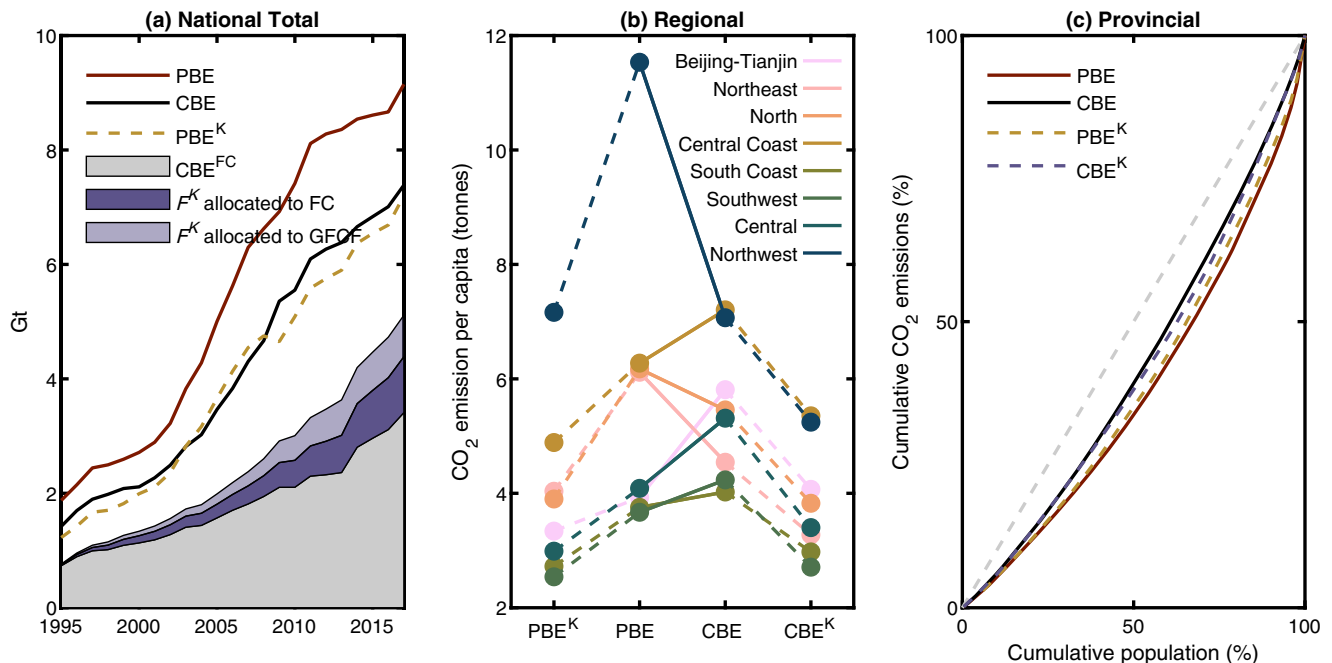 (a) National Total
10
8
6
4
2
0
Gt
PBE
CBE
PBE^K
CBE^FC
F^K allocated to FC
F^K allocated to GFCF
1995 2000 2005 2010 2015
(b) Regional
12
10
8
6
4
2
CO₂ emission per capita (tonnes)
Beijing-Tianjin
Northeast
North
Central Coast
South Coast
Southwest
Central
Northwest
PBE^K PBE CBE CBE^K
(c) Provincial
100
50
0
Cumulative CO₂ emissions (%)
PBE
CBE
PBE^K
CBE^K
0 50 100
Cumulative population (%)